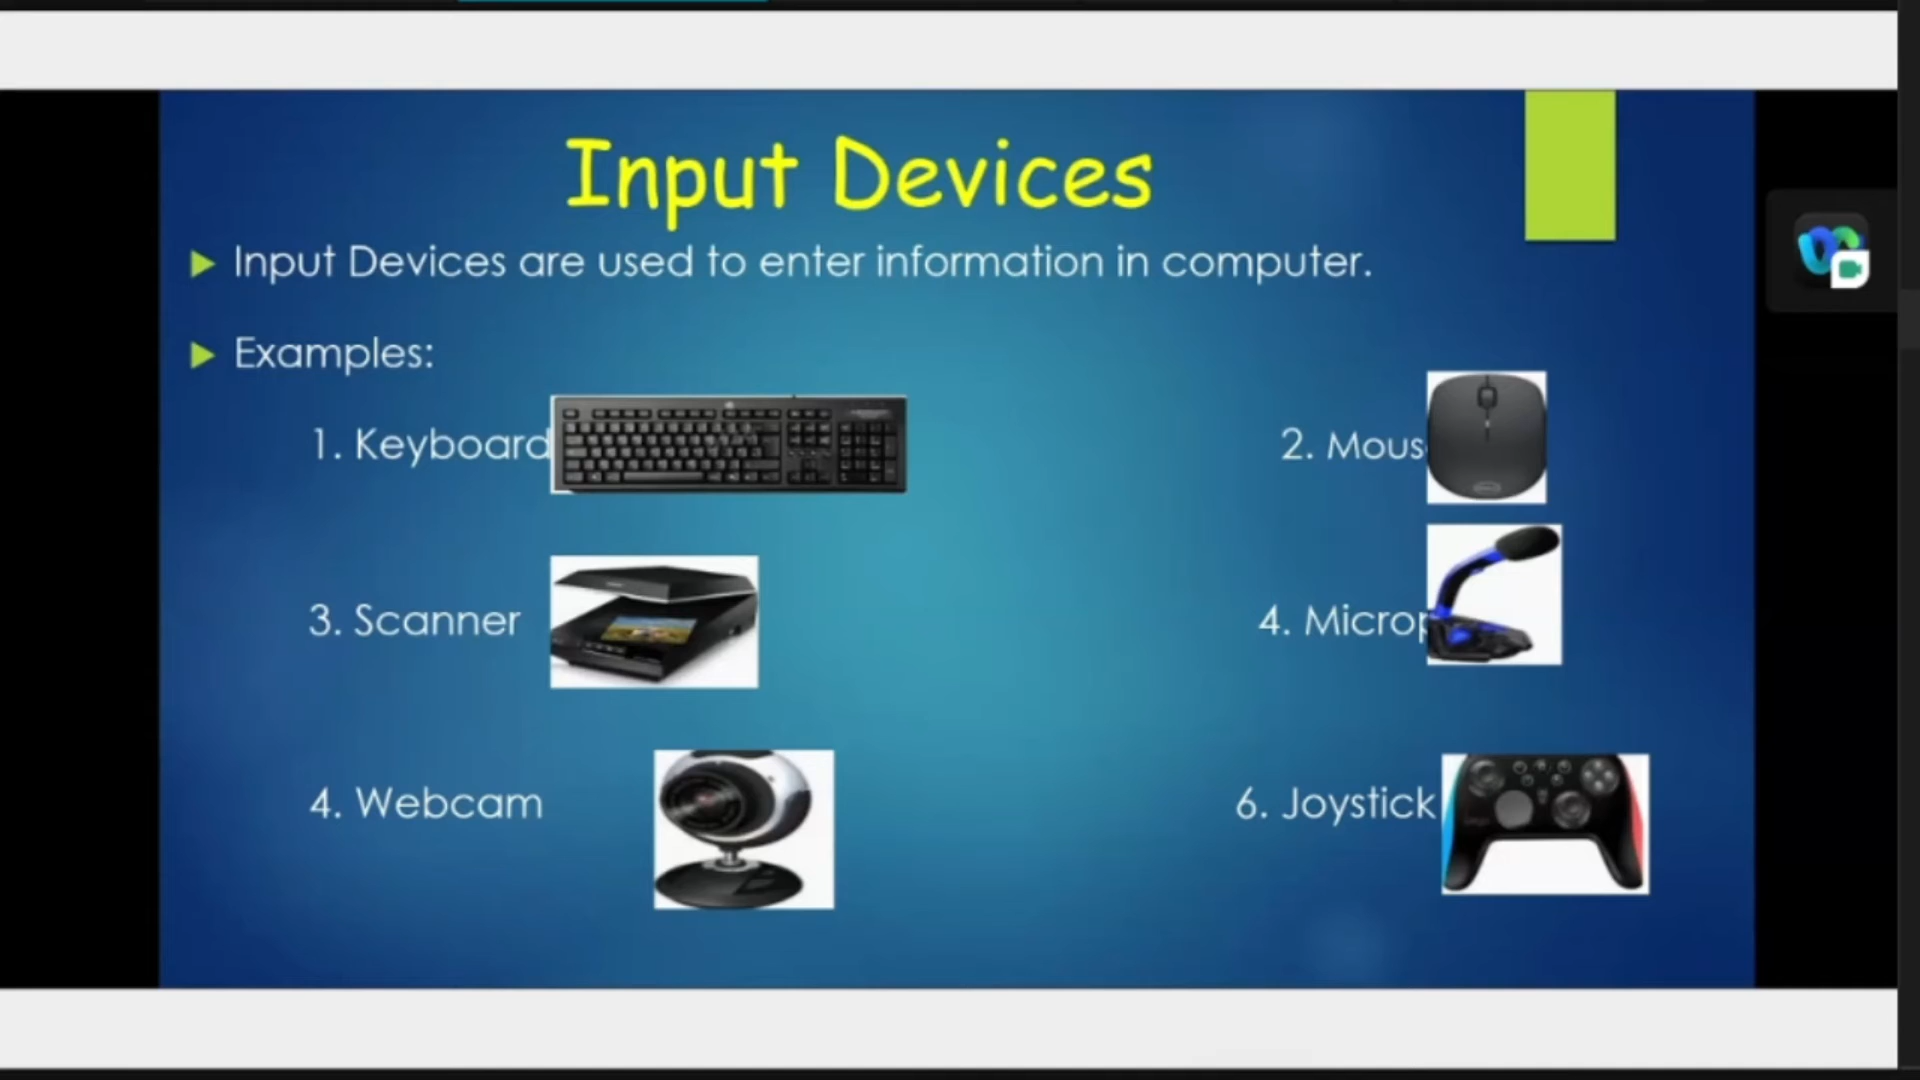 Input Devices
Input Devices are used to enter information in computer.
Examples:
1. Keyboard
2. Mous
3. Scanner
4. Microp
4. Webcam
6. Joystick